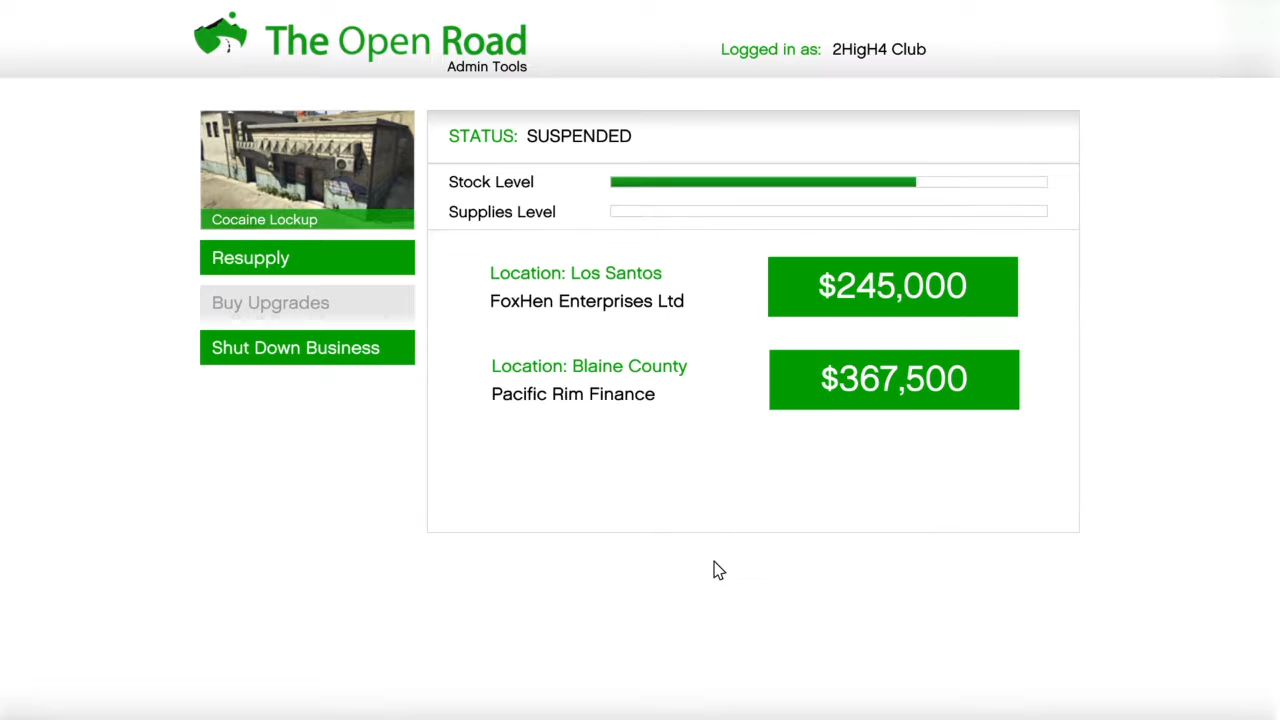 The Open Road
Admin Tools
Logged in as: 2HigH4 Club
STATUS: SUSPENDED
Cocaine Lockup
Stock Level
Supplies Level
Resupply
Buy Upgrades
Shut Down Business
Location: Los Santos
FoxHen Enterprises Ltd
$245,000
Location: Blaine County
Pacific Rim Finance
$367,500